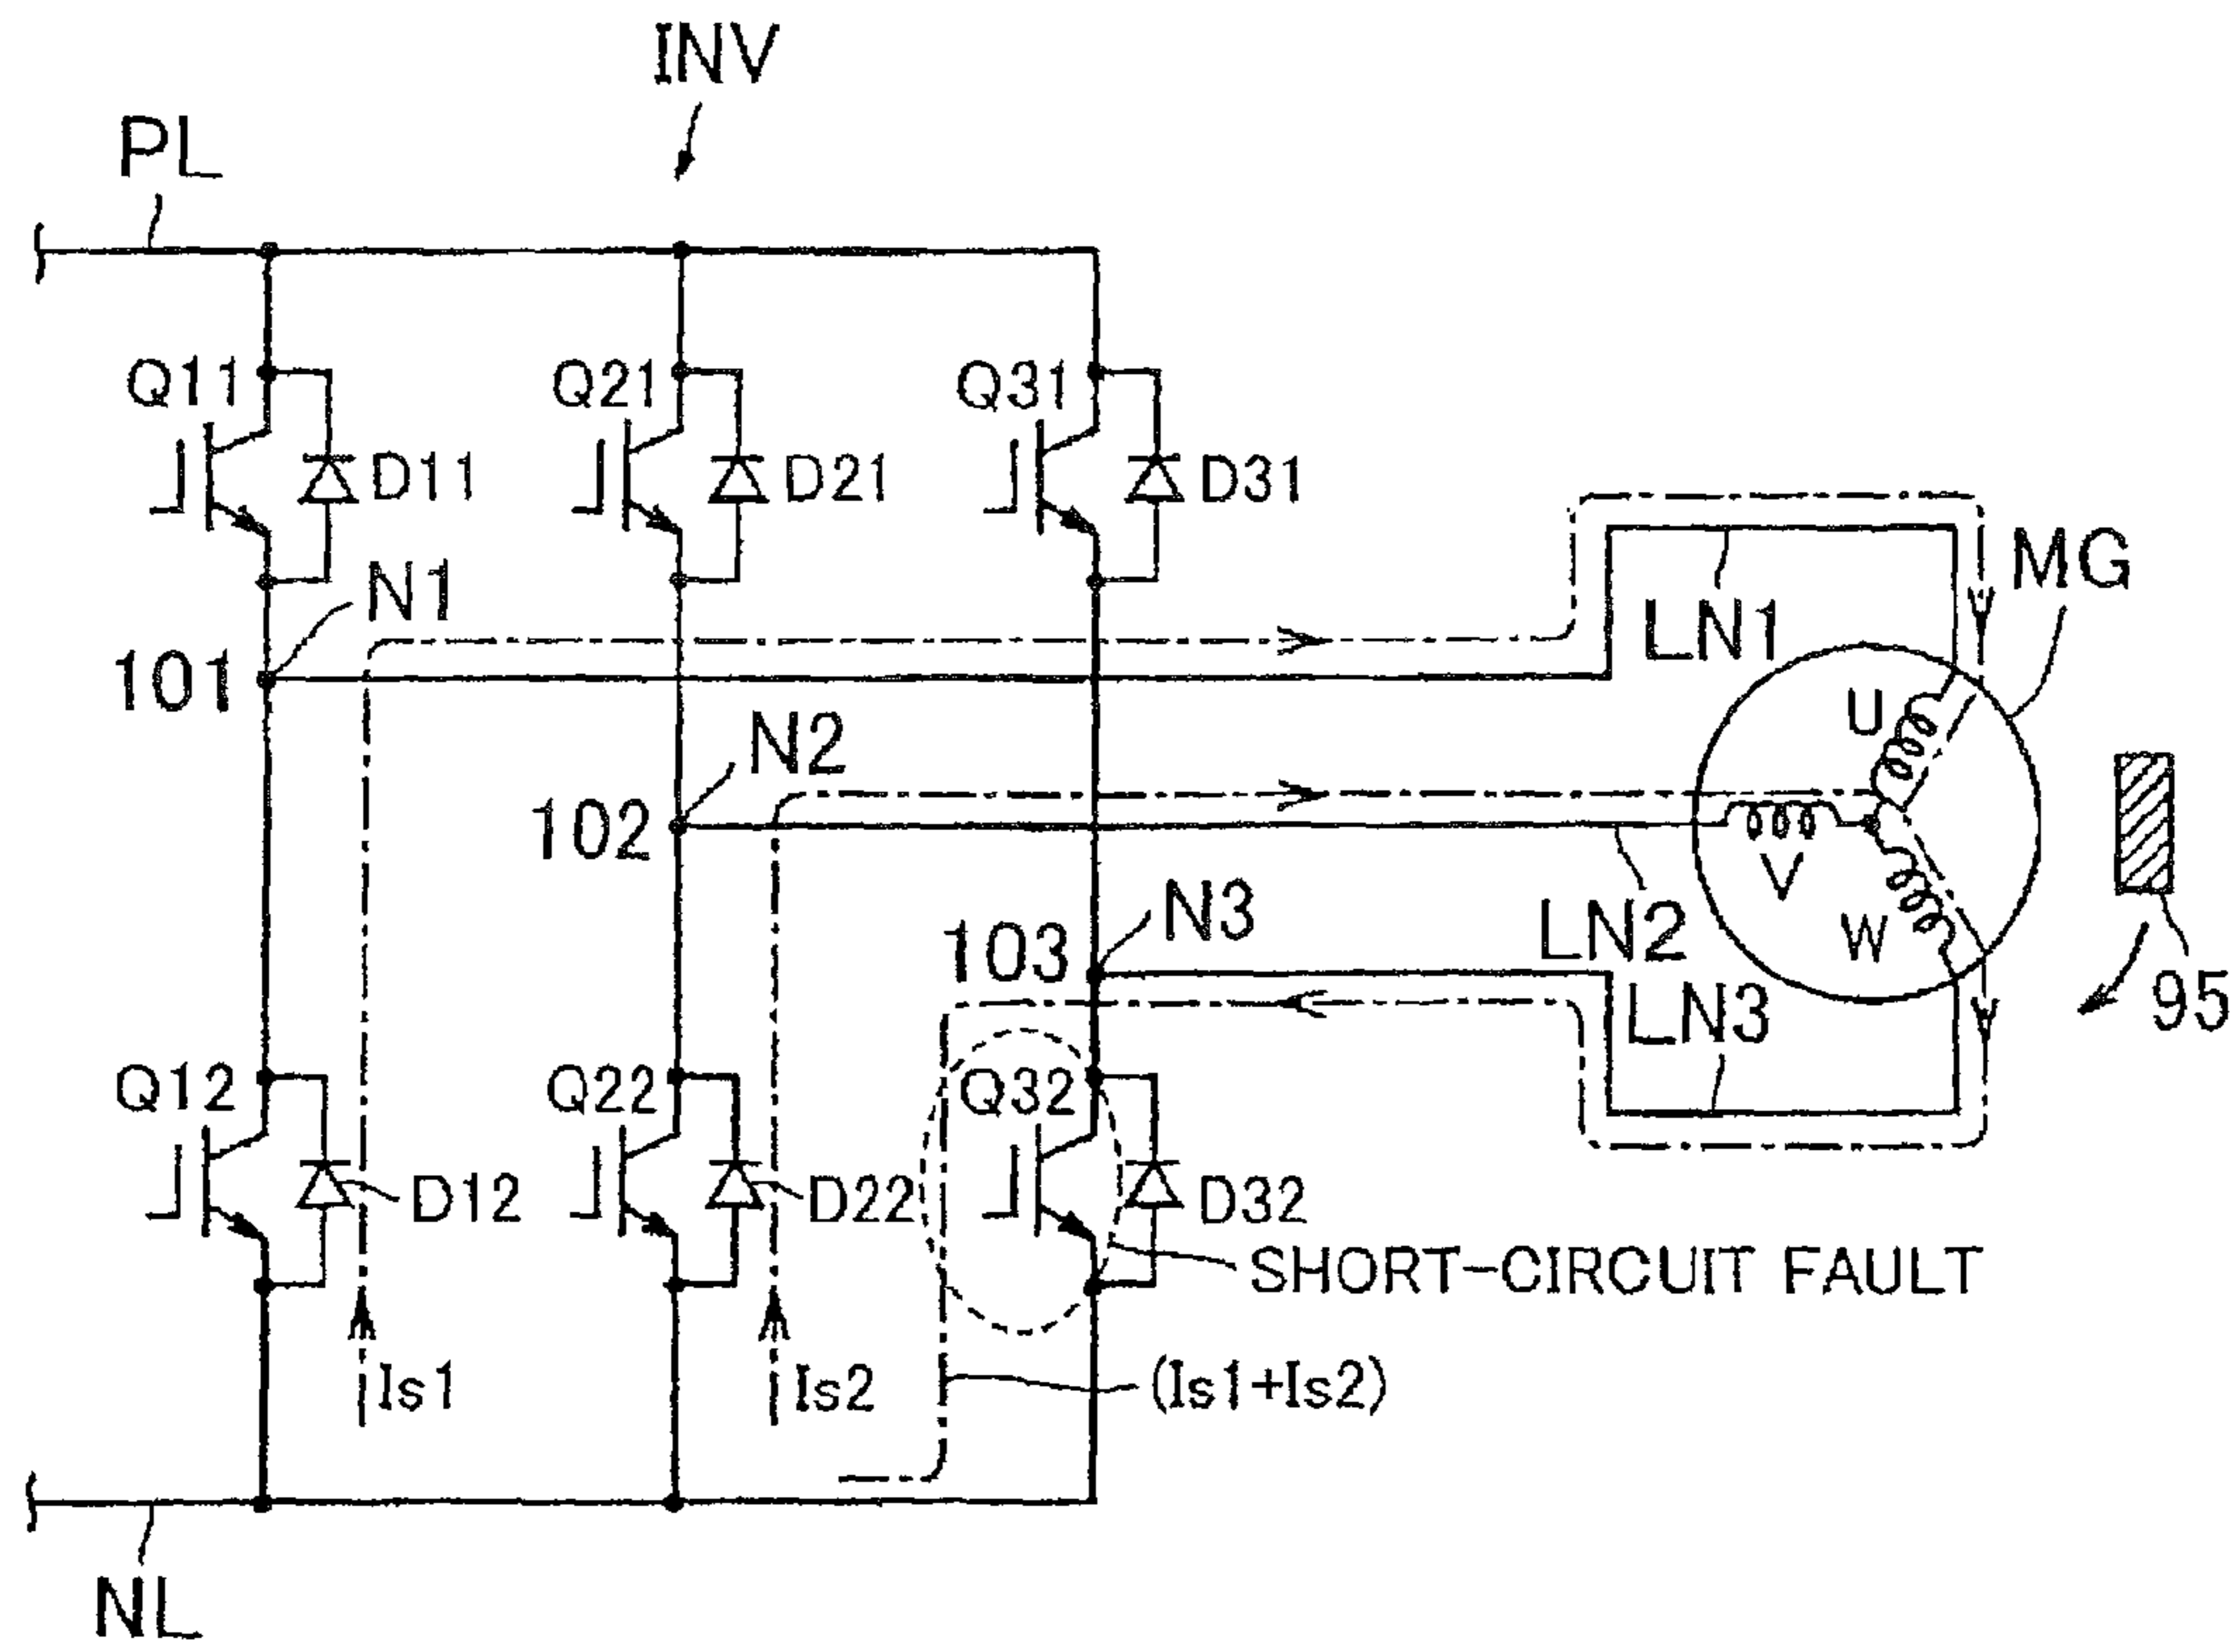 INV
PL
Q11
Q21
Q31
D11
D21
D31
MG
N1
LN1
101
U
N2
102
V
N3
LN2
W
103
LN3
95
Q12
Q22
Q32
D12
D22
D32
SHORT-CIRCUIT FAULT
Is1
Is2
(Is1+Is2)
NL